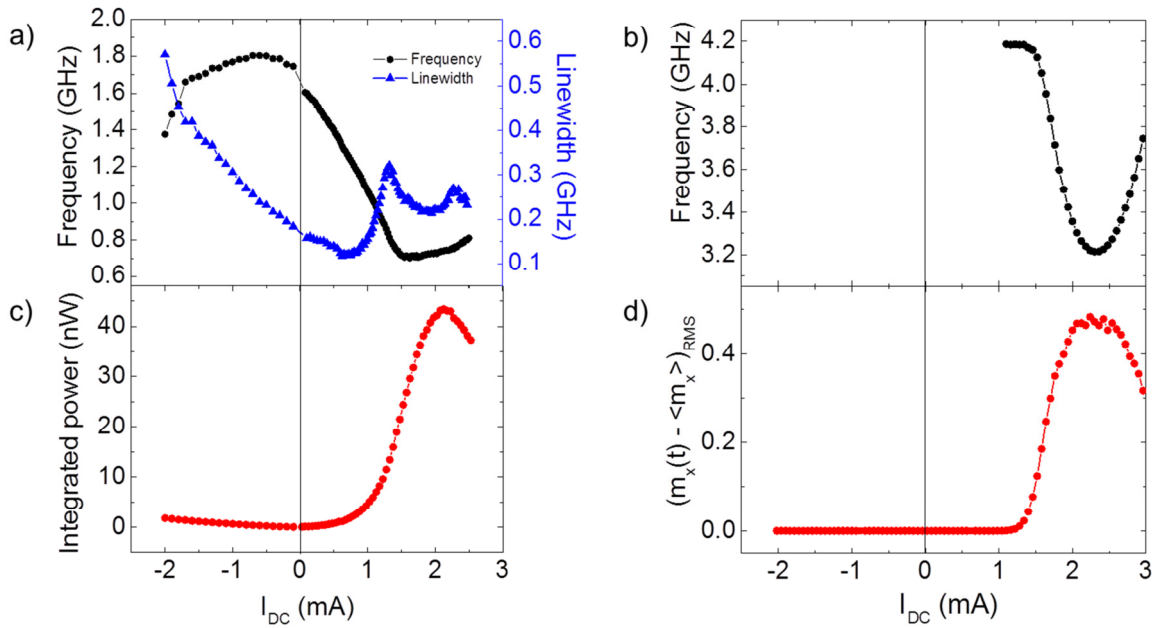 a)
Frequency (GHz)
2.0
1.8
1.6
1.4
1.2
1.0
0.8
0.6
Frequency
Linewidth
0.6
0.5
0.4
0.3
0.2
0.1
Linewidth (GHz)
b)
Frequency (GHz)
4.2
4.0
3.8
3.6
3.4
3.2
c)
Integrated power (nW)
40
30
20
10
0
-2 -1 0 1 2 3
I_DC (mA)
d)
(m_x(t) - <m_x>)_RMS
0.4
0.2
0.0
-2 -1 0 1 2 3
I_DC (mA)